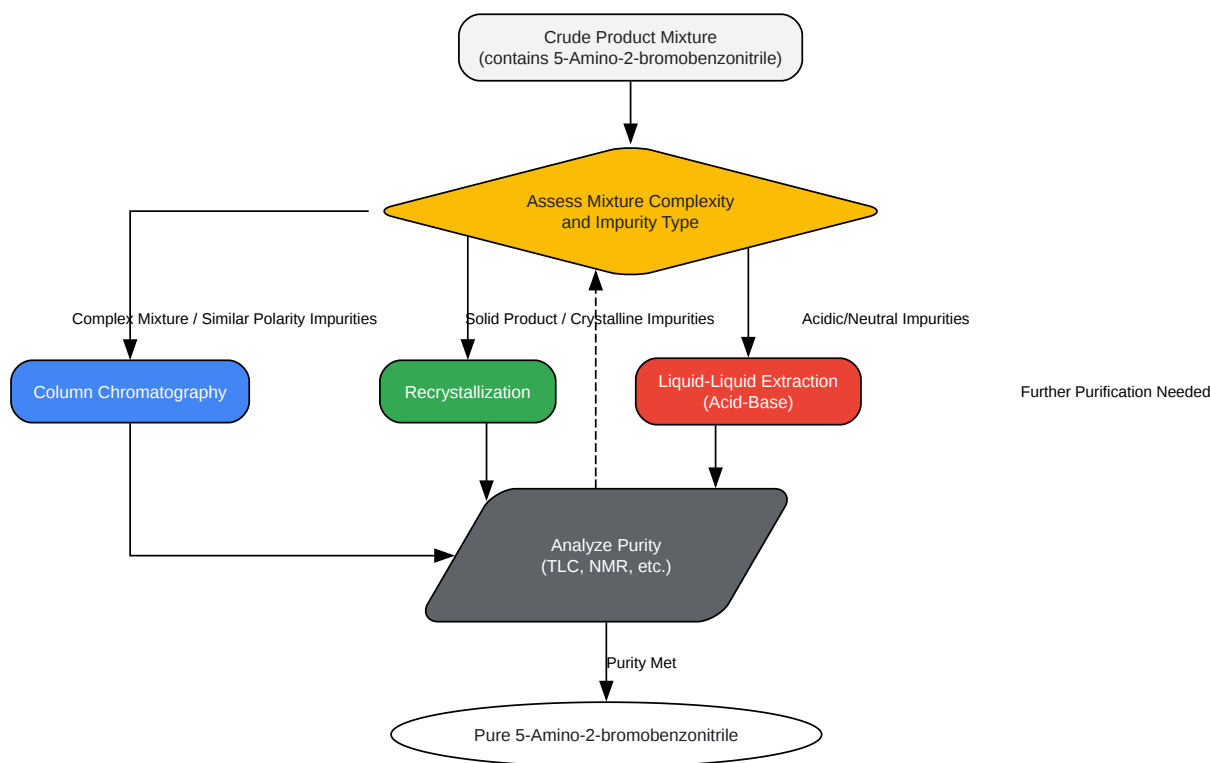 Crude Product Mixture
(contains 5-Amino-2-bromobenzonitrile)
Assess Mixture Complexity
and Impurity Type
Complex Mixture / Similar Polarity Impurities
Solid Product / Crystalline Impurities
Acidic/Neutral Impurities
Column Chromatography
Recrystallization
Liquid-Liquid Extraction
(Acid-Base)
Further Purification Needed
Analyze Purity
(TLC, NMR, etc.)
Purity Met
Pure 5-Amino-2-bromobenzonitrile